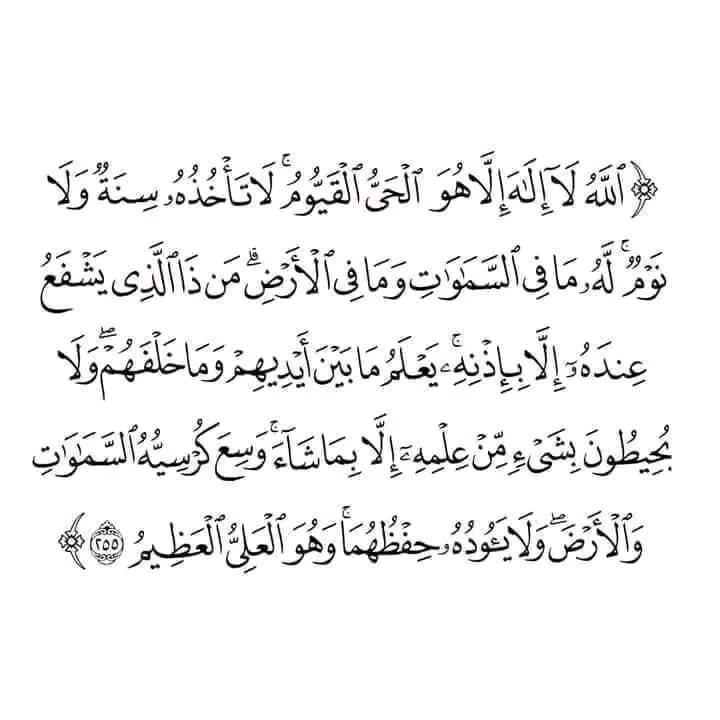 ﴿ٱللَّهُ لَآ إِلَٰهَ إِلَّا هُوَ ٱلْحَىُّ ٱلْقَيُّومُ ۚ لَا تَأْخُذُهُۥ سِنَةٌ وَلَا
نَوْمٌ ۚ لَّهُۥ مَا فِى ٱلسَّمَٰوَٰتِ وَمَا فِى ٱلْأَرْضِ ۗ مَن ذَا ٱلَّذِى يَشْفَعُ
عِندَهُۥٓ إِلَّا بِإِذْنِهِۦ ۚ يَعْلَمُ مَا بَيْنَ أَيْدِيهِمْ وَمَا خَلْفَهُمْ ۖ وَلَا
يُحِيطُونَ بِشَىْءٍ مِّنْ عِلْمِهِۦٓ إِلَّا بِمَا شَآءَ ۚ وَسِعَ كُرْسِيُّهُ ٱلسَّمَٰوَٰتِ
وَٱلْأَرْضَ ۖ وَلَا يَـُٔودُهُۥ حِفْظُهُمَا ۚ وَهُوَ ٱلْعَلِىُّ ٱلْعَظِيمُ ٢٥٥﴾